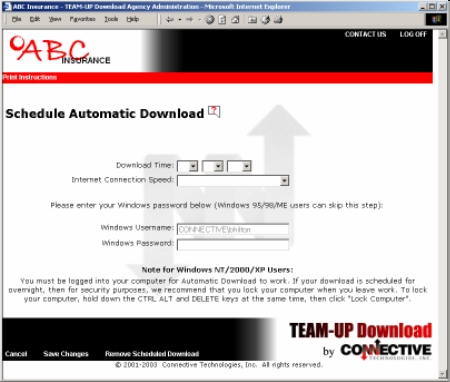 ABC Insurance - TEAM-UP Download Agency Administration - Microsoft Internet Explorer
File Edit View Favorites Tools Help
CONTACT US LOG OFF
ABC
INSURANCE
Print Instructions
Schedule Automatic Download ?
Download Time:
Internet Connection Speed:
Please enter your Windows password below (Windows 95/98/ME users can skip this step):
Windows Username:
Windows Password:
Note for Windows NT/2000/XP Users:
You must be logged into your computer for Automatic Download to work. If your download is scheduled for
overnight, then for security purposes, we recommend that you lock your computer when you leave work. To lock
your computer, hold down the CTRL ALT and DELETE keys at the same time, then click "Lock Computer".
TEAM-UP Download
by CONNECTIVE
TECHNOLOGIES, INC.
Cancel Save Changes Remove Scheduled Download
© 2001-2003 Connective Technologies, Inc. All rights reserved.